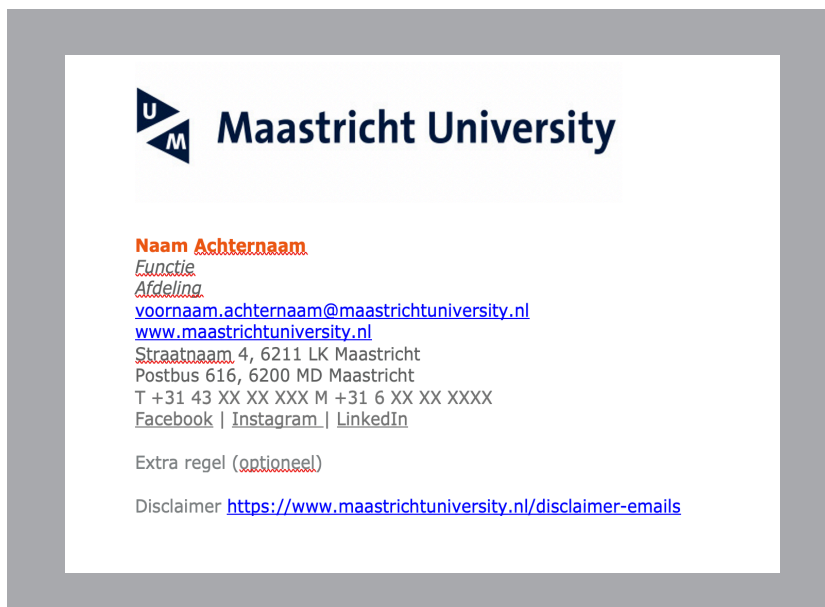 UM Maastricht University
Naam Achternaam
Functie
Afdeling
voornaam.achternaam@maastrichtuniversity.nl
www.maastrichtuniversity.nl
Straatnaam 4, 6211 LK Maastricht
Postbus 616, 6200 MD Maastricht
T +31 43 XX XX XXX M +31 6 XX XX XXXX
Facebook | Instagram | LinkedIn
Extra regel (optioneel)
Disclaimer https://www.maastrichtuniversity.nl/disclaimer-emails